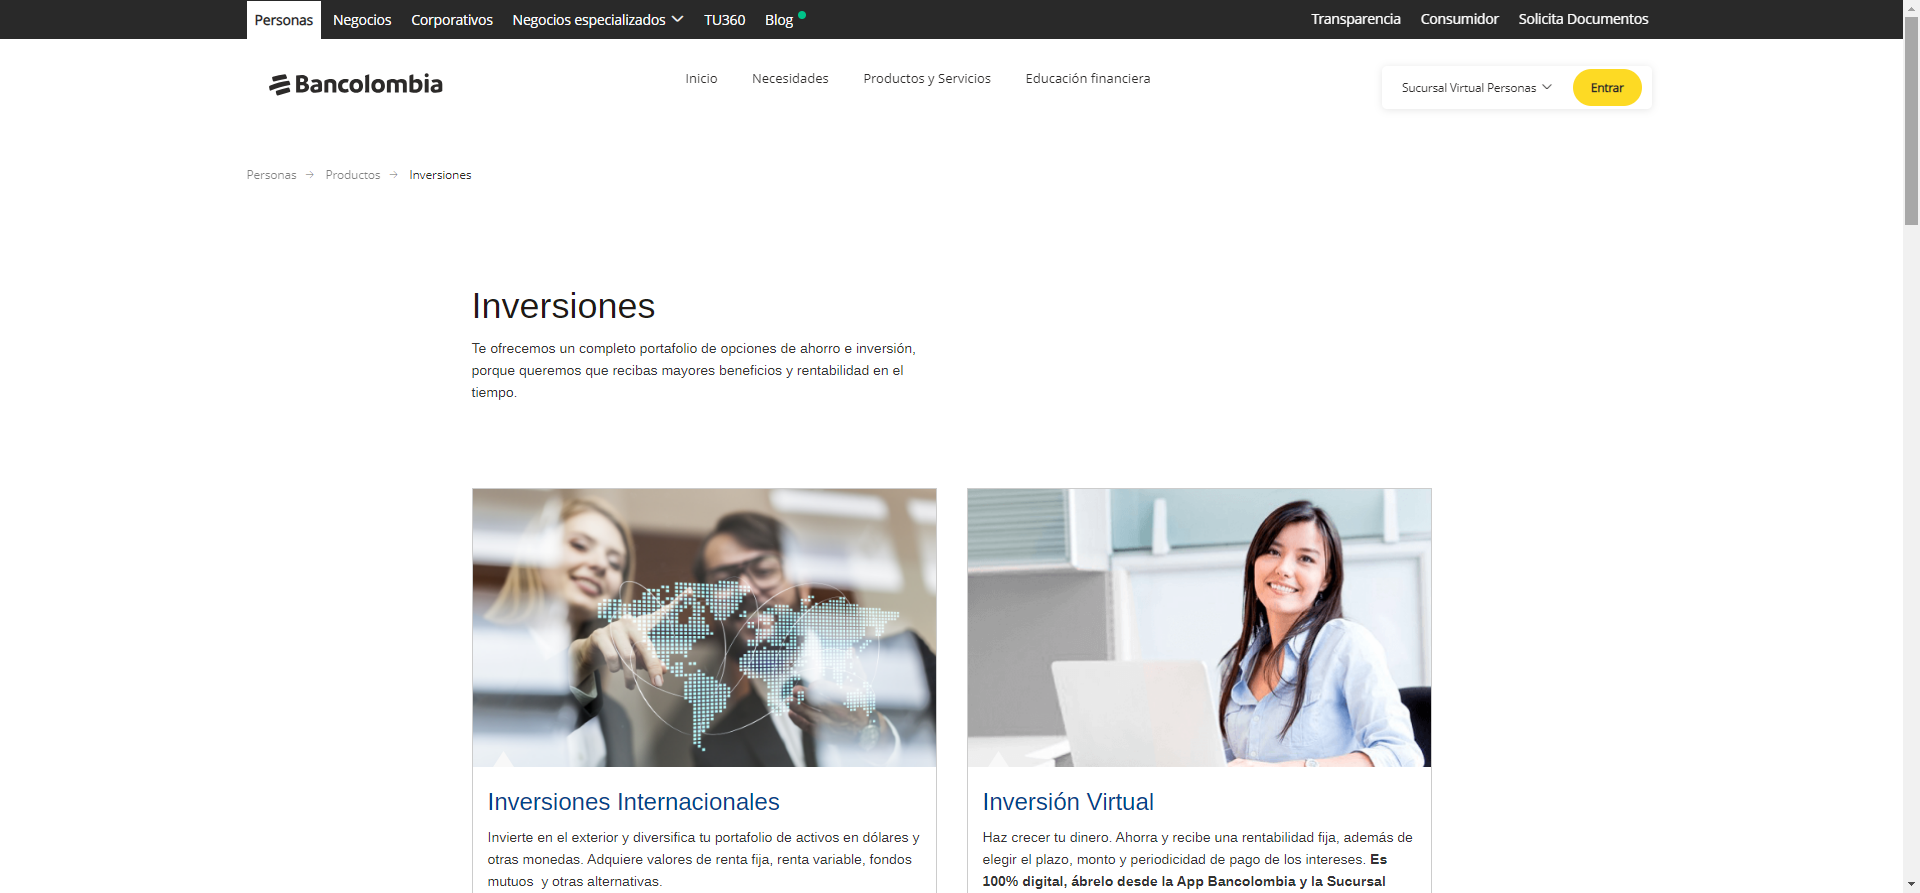 Personas Negocios Corporativos Negocios especializados TU360 Blog Transparencia Consumidor Solicita Documentos
Bancolombia Inicio Necesidades Productos y Servicios Educación financiera Sucursal Virtual Personas Entrar
Personas → Productos → Inversiones
Inversiones
Te ofrecemos un completo portafolio de opciones de ahorro e inversión,
porque queremos que recibas mayores beneficios y rentabilidad en el
tiempo.
Inversiones Internacionales
Invierte en el exterior y diversifica tu portafolio de activos en dólares y
otras monedas. Adquiere valores de renta fija, renta variable, fondos
mutuos y otras alternativas.
Inversión Virtual
Haz crecer tu dinero. Ahorra y recibe una rentabilidad fija, además de
elegir el plazo, monto y periodicidad de pago de los intereses. Es
100% digital, ábrelo desde la App Bancolombia y la Sucursal